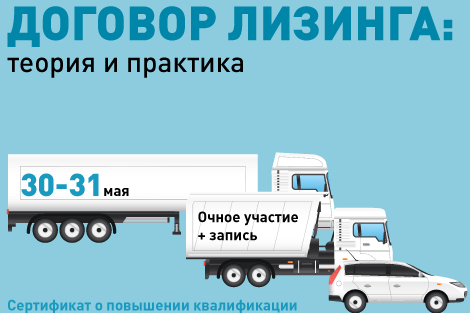 ДОГОВОР ЛИЗИНГА:
теория и практика
30-31 мая
Очное участие
+ запись
Сертификат о повышении квалификации